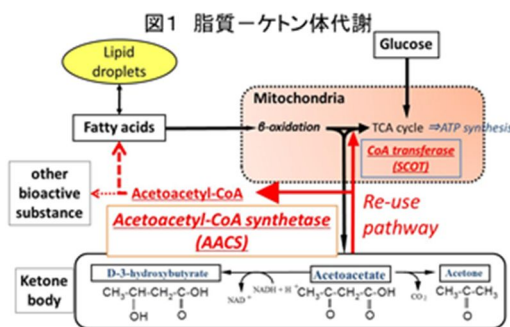 図1 脂質－ケトン体代謝
Lipid
droplets
Glucose
Mitochondria
Fatty acids
β-oxidation
TCA cycle ⇒ATP synthesis
CoA transferase
(SCOT)
other
bioactive
substance
Acetoacetyl-CoA
Re-use
pathway
Acetoacetyl-CoA synthetase
(AACS)
Ketone
body
D-3-hydroxybutyrate
Acetoacetate
Acetone
NAD⁺
NADH + H⁺
CO₂
CH₃-CH-CH₂-C-OH
OH
O
CH₃-C-CH₂-C-OH
O
O
CH₃-C-CH₃
O